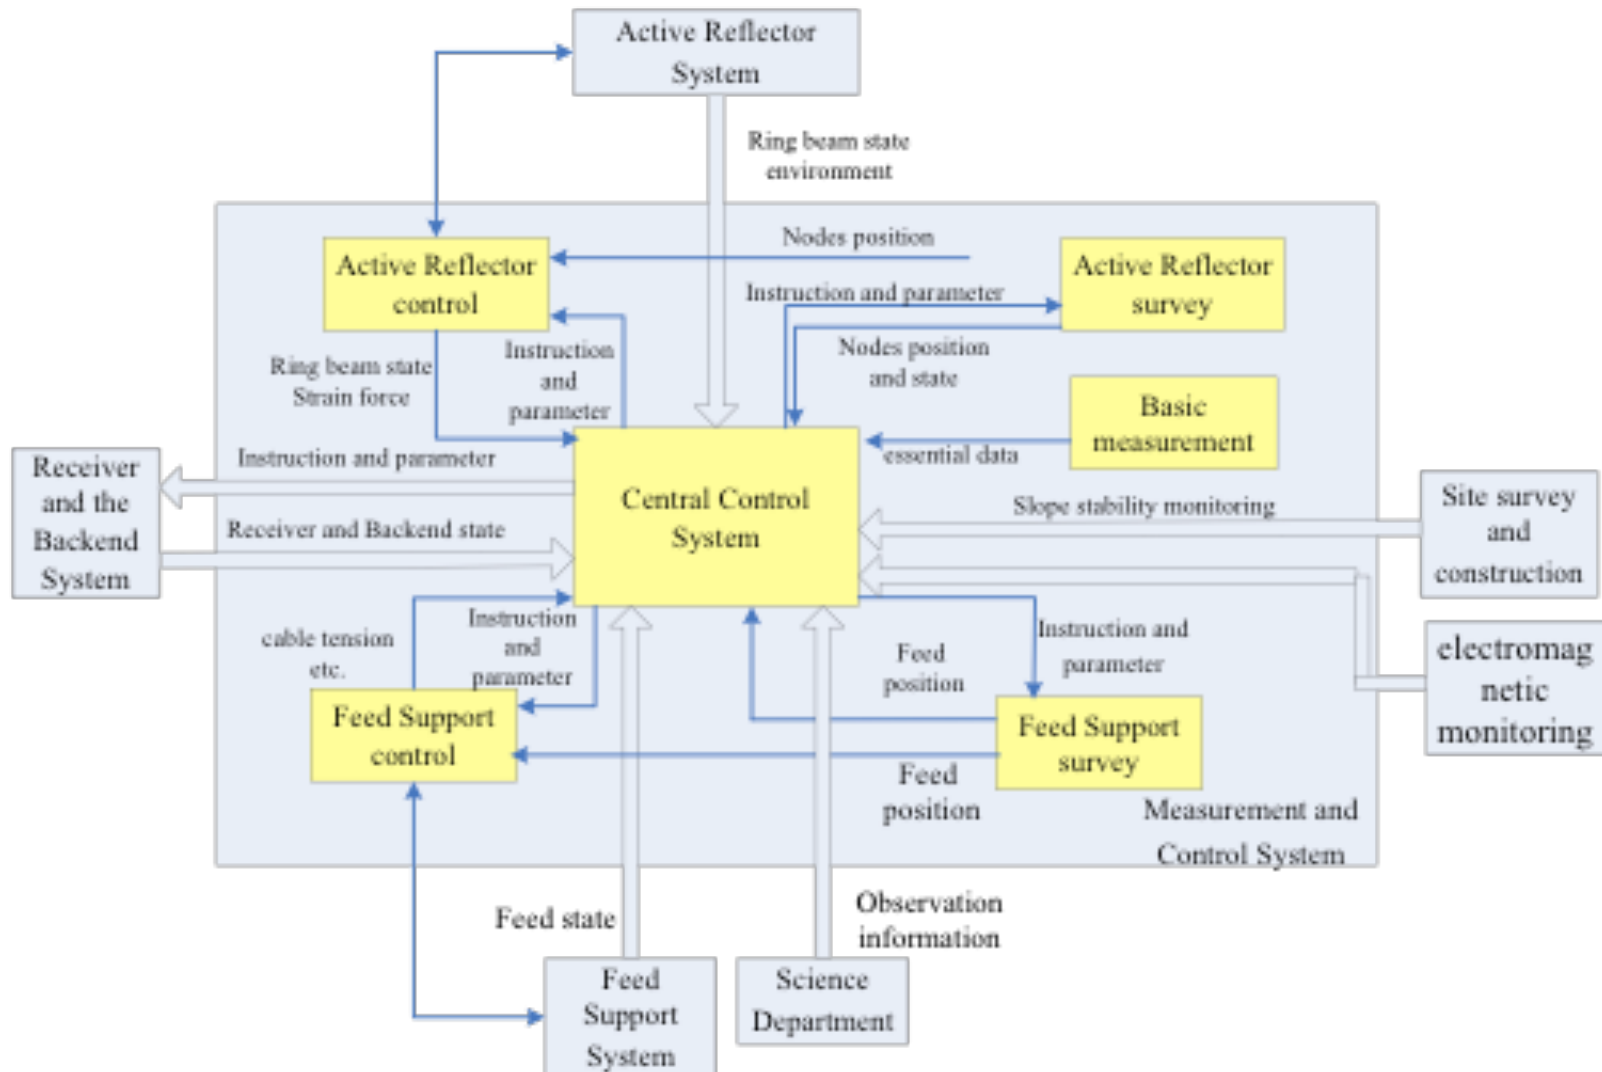 Active Reflector
System
Ring beam state
environment
Nodes position
Active Reflector
control
Active Reflector
survey
Instruction and parameter
Instruction
and
parameter
Nodes position
and state
Ring beam state
Strain force
Basic
measurement
essential data
Receiver
and the
Backend
System
Instruction and parameter
Central Control
System
Slope stability monitoring
Site survey
and
construction
Receiver and Backend state
cable tension
etc.
Instruction
and
parameter
Feed
position
Instruction and
parameter
electromag
netic
monitoring
Feed Support
control
Feed Support
survey
Feed
position
Measurement and
Control System
Feed state
Observation
information
Feed
Support
System
Science
Department